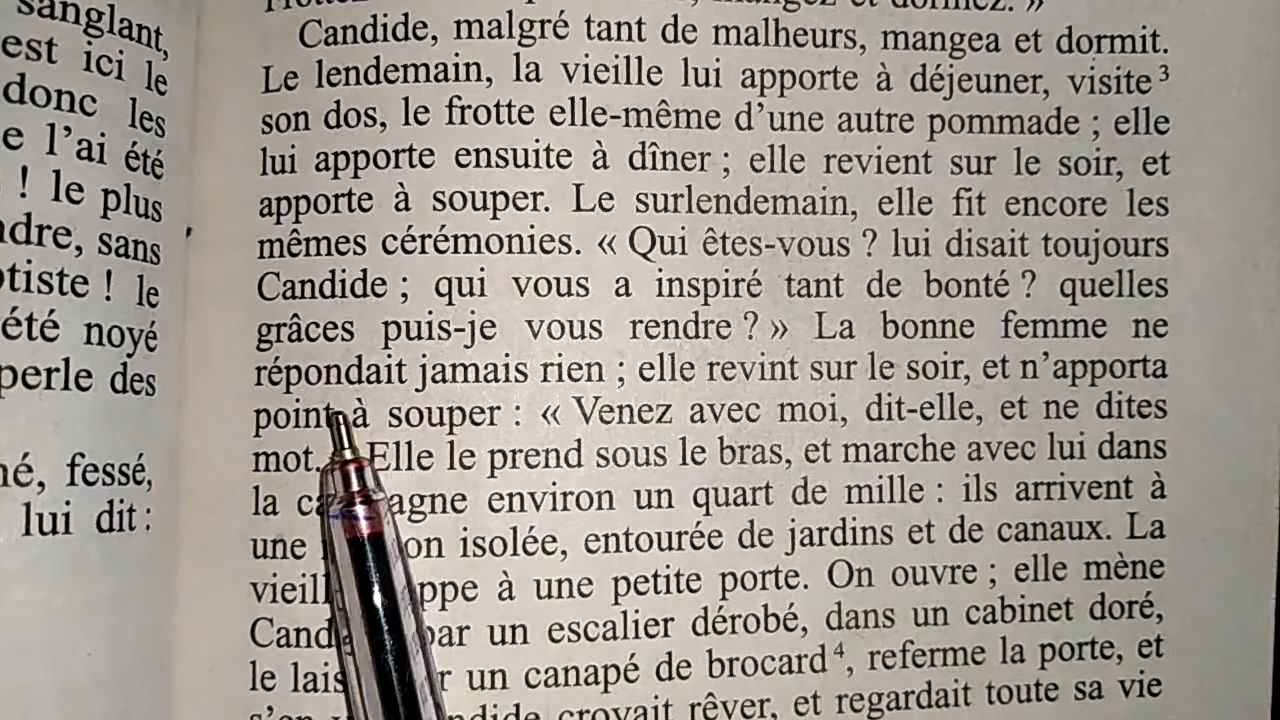 sanglant,
est ici le
donc les
e l'ai été
! le plus
dre, sans
tiste ! le
été noyé
perle des
né, fessé,
lui dit :
Candide, malgré tant de malheurs, mangea et dormit.
Le lendemain, la vieille lui apporte à déjeuner, visite³
son dos, le frotte elle-même d'une autre pommade ; elle
lui apporte ensuite à dîner ; elle revient sur le soir, et
apporte à souper. Le surlendemain, elle fit encore les
mêmes cérémonies. « Qui êtes-vous ? lui disait toujours
Candide ; qui vous a inspiré tant de bonté ? quelles
grâces puis-je vous rendre ? » La bonne femme ne
répondait jamais rien ; elle revint sur le soir, et n'apporta
point à souper : « Venez avec moi, dit-elle, et ne dites
mot. Elle le prend sous le bras, et marche avec lui dans
la agne environ un quart de mille : ils arrivent à
une on isolée, entourée de jardins et de canaux. La
vieill ppe à une petite porte. On ouvre ; elle mène
Cand par un escalier dérobé, dans un cabinet doré,
le lais r un canapé de brocard⁴, referme la porte, et
croyait rêver, et regardait toute sa vie